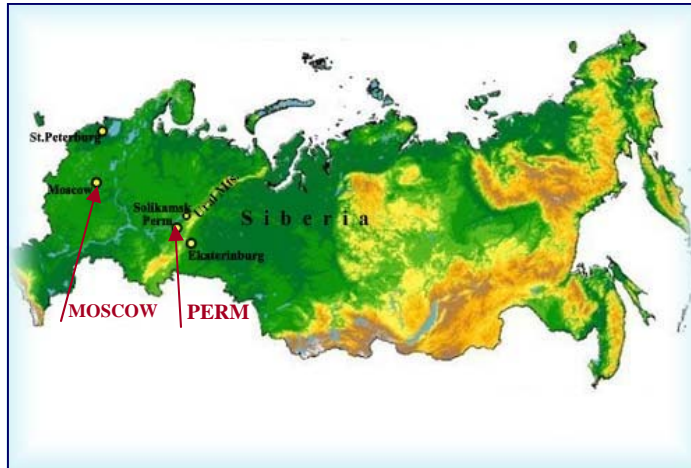 St.Peterburg
Moscow
Solikamsk
Perm
Ural Mts.
Siberia
Ekaterinburg
MOSCOW
PERM